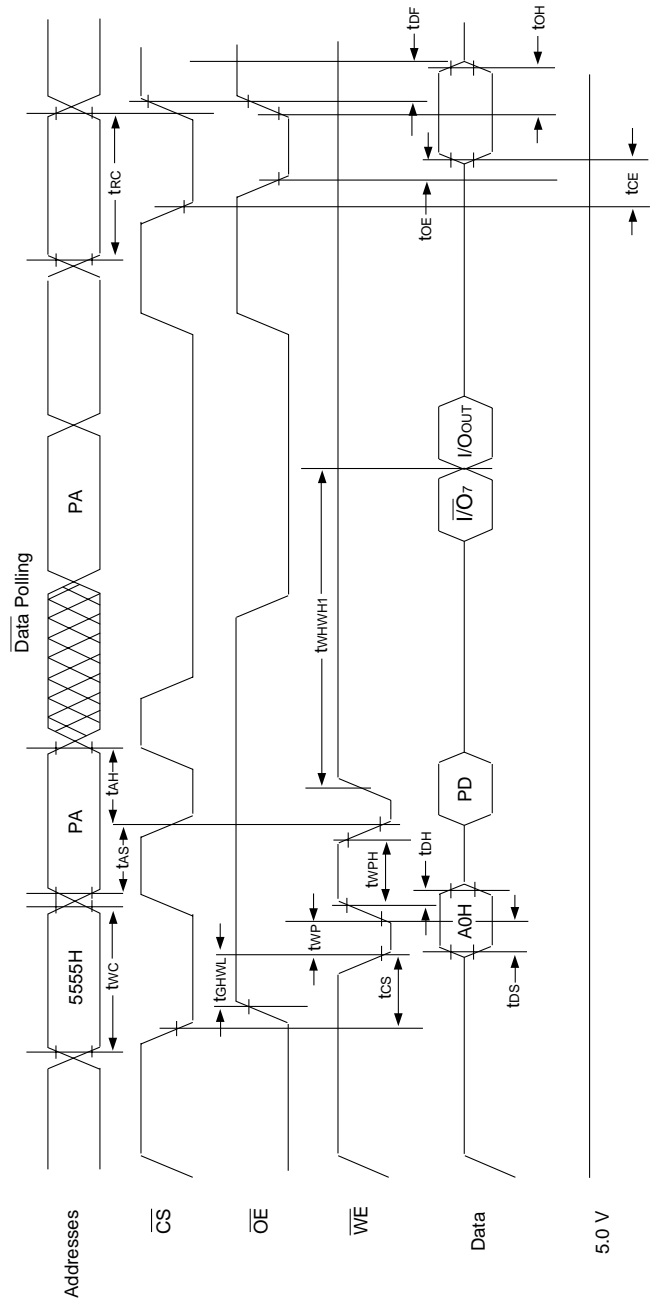 Data Polling
Addresses
5555H
PA
PA
tWC
tAS
tAH
tRC
CS
OE
tGHWL
WE
tCS
tWP
tWPH
tWHWH1
tDF
tDH
tOE
tOH
Data
A0H
PD
I/O7
I/OOUT
tDS
tCE
5.0 V